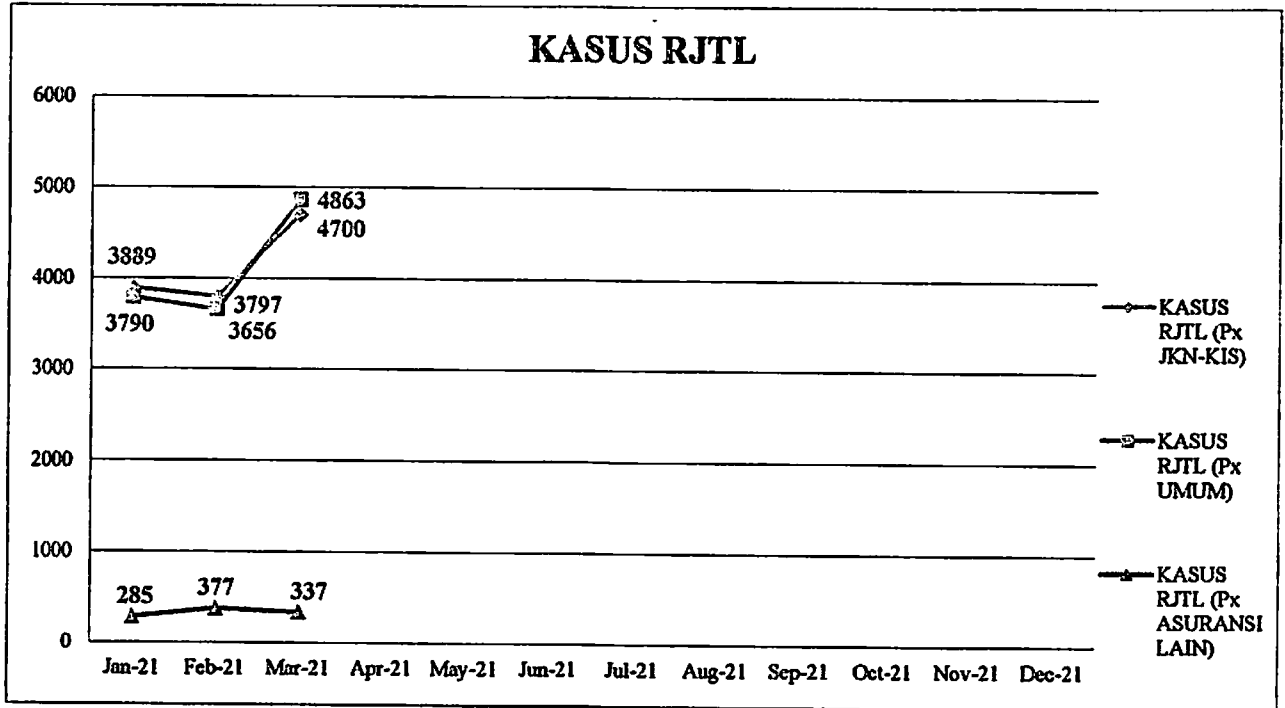 KASUS RJTL
6000
5000
4000
3000
2000
1000
0
3889
3790
3797
3656
4863
4700
285
377
337
Jan-21 Feb-21 Mar-21 Apr-21 May-21 Jun-21 Jul-21 Aug-21 Sep-21 Oct-21 Nov-21 Dec-21
KASUS
RJTL (Px
JKN-KIS)
KASUS
RJTL (Px
UMUM)
KASUS
RJTL (Px
ASURANSI
LAIN)